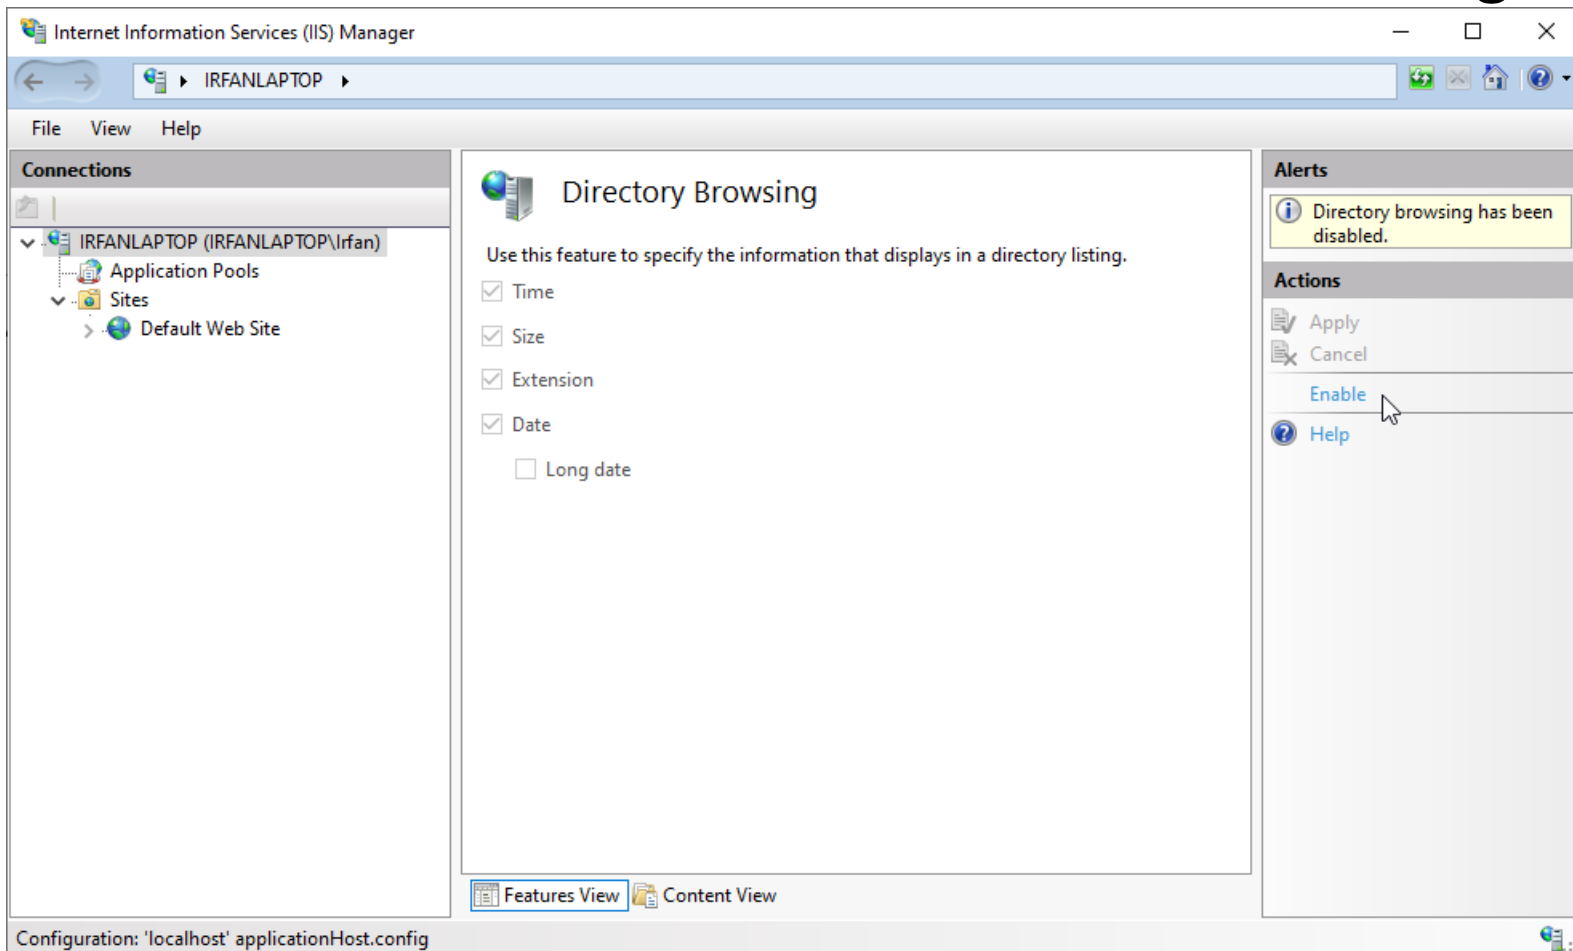 Internet Information Services (IIS) Manager
IRFANLAPTOP
File View Help
Connections
IRFANLAPTOP (IRFANLAPTOP\Irfan)
Application Pools
Sites
Default Web Site
Directory Browsing
Use this feature to specify the information that displays in a directory listing.
Time
Size
Extension
Date
Long date
Features View Content View
Alerts
Directory browsing has been
disabled.
Actions
Apply
Cancel
Enable
Help
Configuration: 'localhost' applicationHost.config